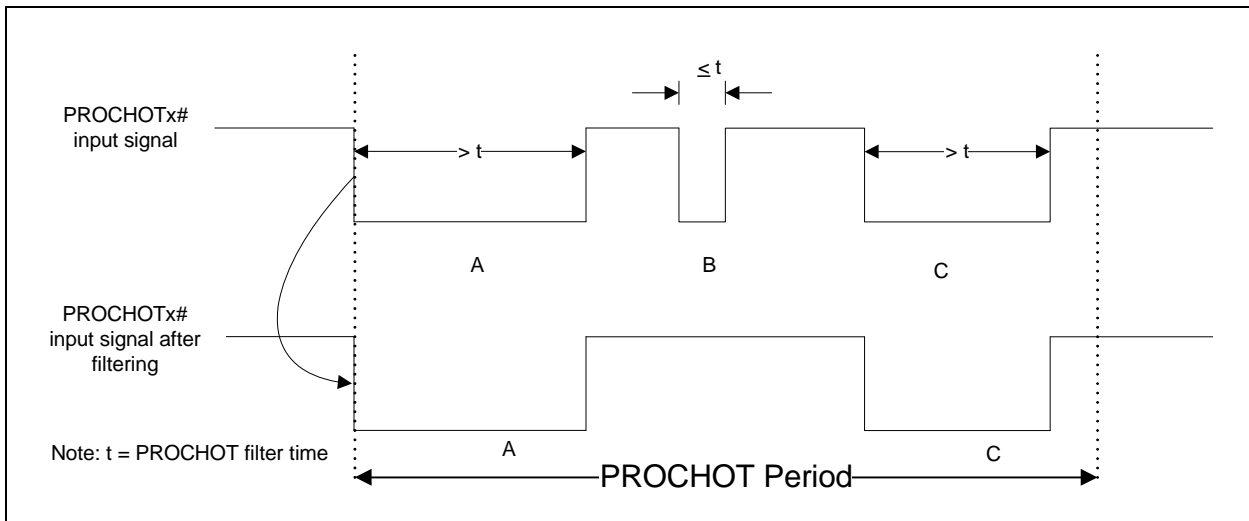 ≤ t
PROCHOTx#
input signal
> t
> t
A
B
C
PROCHOTx#
input signal after
filtering
A
C
Note: t = PROCHOT filter time
PROCHOT Period